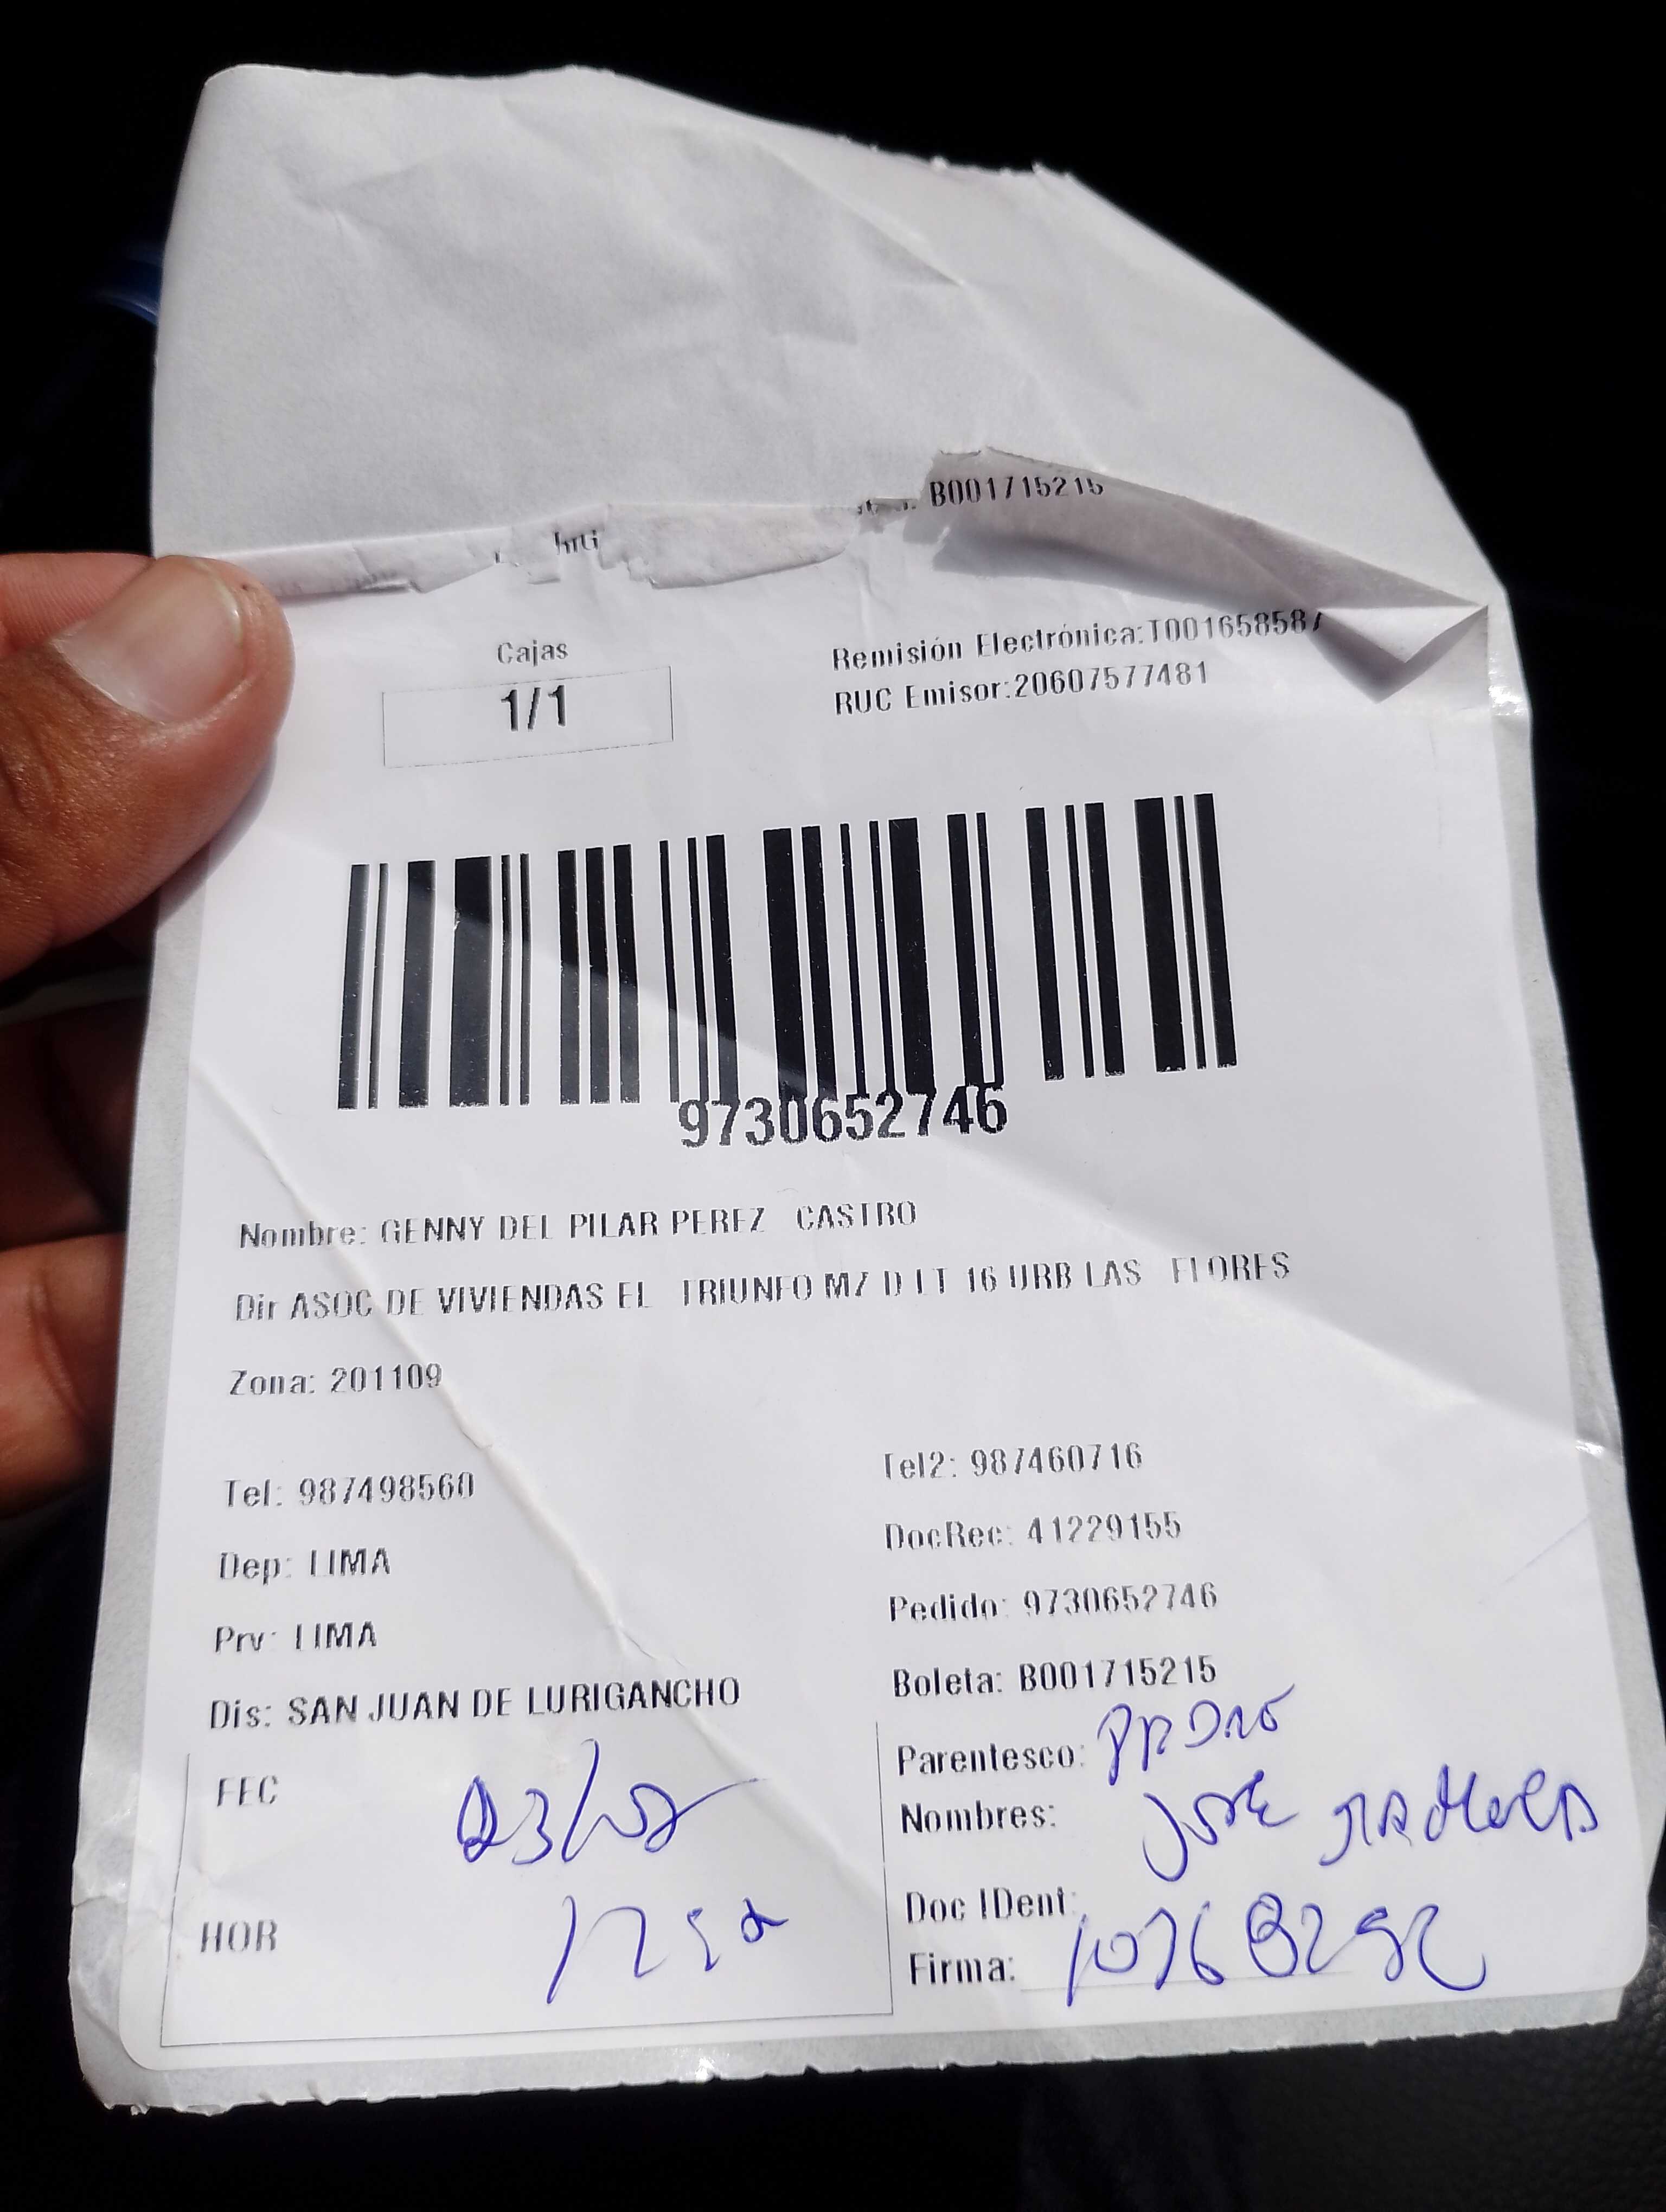 B001715215
Cajas
1/1
Remisión Electrónica:T001658587
RUC Emisor:20607577481
9730652746
Nombre: GENNY DEL PILAR PEREZ CASTRO
Dir ASOC DE VIVIENDAS EL TRIUNFO MZ D LT 16 URB LAS FLORES
Zona: 201109
Tel: 987498560
Tel2: 987460716
Dep: LIMA
DocRec: 41229155
Prv: LIMA
Pedido: 9730652746
Dis: SAN JUAN DE LURIGANCHO
Boleta: B001715215
Parentesco:
FEC
Nombres: JOSE
HOR
Doc IDent:
Firma: